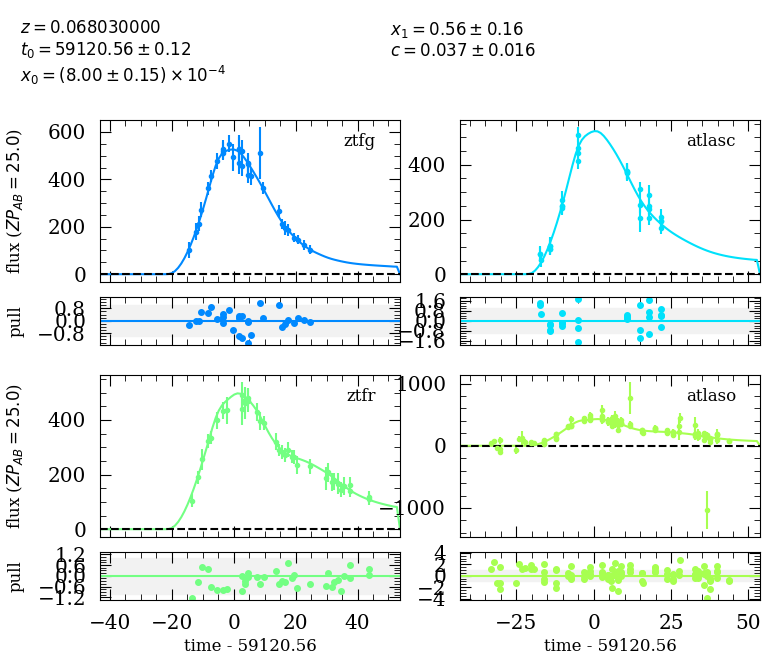 z = 0.068030000
t₀ = 59120.56 ± 0.12
x₀ = (8.00 ± 0.15) × 10⁻⁴
x₁ = 0.56 ± 0.16
c = 0.037 ± 0.016
flux (ZP_AB = 25.0)
600
400
200
0
ztfg
400
200
0
atlasc
pull
0.8
0.0
−0.8
1.6
0.8
0.0
−0.8
−1.6
flux (ZP_AB = 25.0)
400
200
0
ztfr
1000
0
−1000
atlaso
pull
1.2
0.6
0.0
−0.6
−1.2
4
2
0
−2
−4
−40 −20 0 20 40
−25 0 25 50
time - 59120.56
time - 59120.56